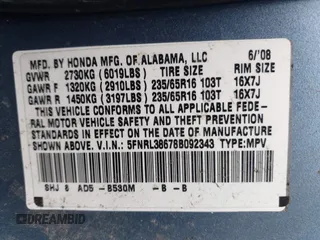 MFD. BY HONDA MFG. OF ALABAMA, LLC 6/'08
GVWR 2730KG (6019LBS) TIRE SIZE RIM SIZE
GAWR F 1320KG (2910LBS) 235/65R16 103T 16X7J
GAWR R 1450KG (3197LBS) 235/65R16 103T 16X7J
THIS VEHICLE CONFORMS TO ALL APPLICABLE FEDE-
RAL MOTOR VEHICLE SAFETY AND THEFT PREVENTION
STANDARDS IN EFFECT ON THE DATE OF
MANUFACTURE SHOWN ABOVE.
V.I.N: 5FNRL38678B092343 TYPE:MPV
SHJ 8 AD5 -B530M -B -B
DREAMBID